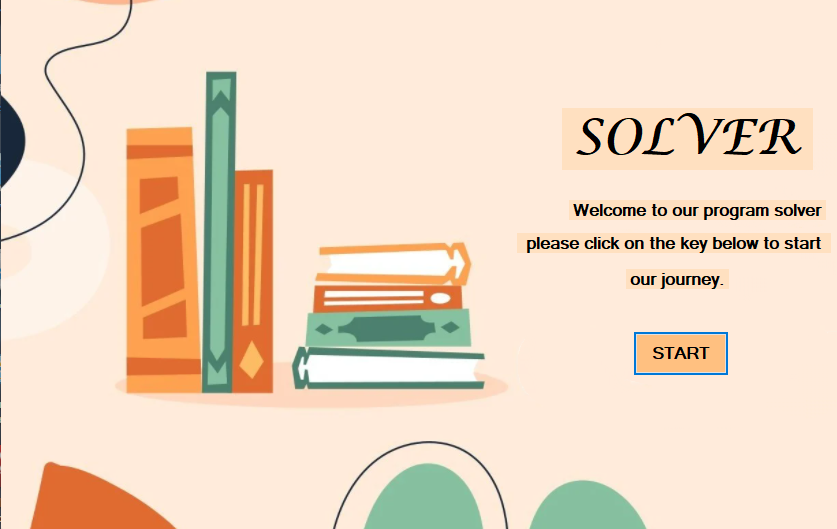 SOLVER
Welcome to our program solver
please click on the key below to start
our journey.
START